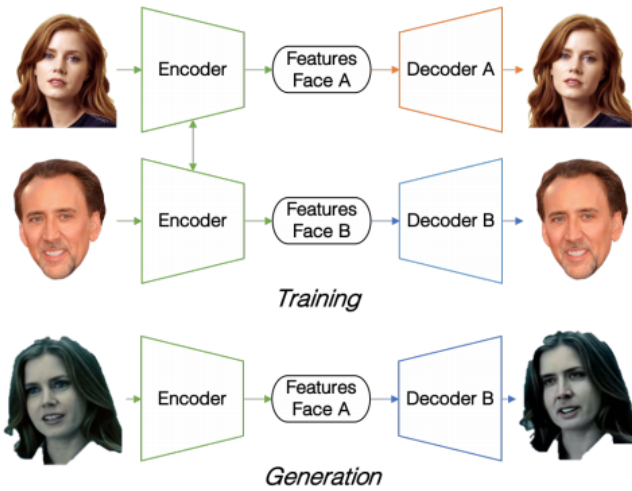 Encoder
Features
Face A
Decoder A
Encoder
Features
Face B
Decoder B
Training
Encoder
Features
Face A
Decoder B
Generation